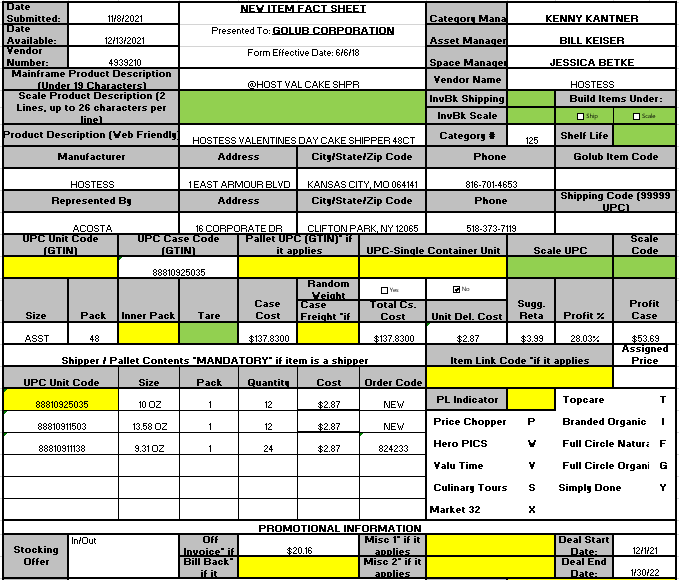 NEW ITEM FACT SHEET
Date Submitted: 11/8/2021
Presented To: GOLUB CORPORATION
Category Mana KENNY KANTNER
Date Available: 12/13/2021
Form Effective Date: 6/6/18
Asset Manager BILL KEISER
Vendor Number: 4939210
Space Manager JESSICA BETKE
Mainframe Product Description (Under 19 Characters) @HOST VAL CAKE SHPR Vendor Name HOSTESS
Scale Product Description (2 Lines, up to 26 characters per line)
InvBk Shipping Build Items Under:
InvBk Scale Ship Scale
Product Description (Web Friendly) HOSTESS VALENTINES DAY CAKE SHIPPER 48CT Category # 125 Shelf Life
Manufacturer Address City/State/Zip Code Phone Golub Item Code
HOSTESS 1 EAST ARMOUR BLVD KANSAS CITY, MO 064141 816-701-4653
Represented By Address City/State/Zip Code Phone Shipping Code (99999 UPC)
ACOSTA 16 CORPORATE DR CLIFTON PARK, NY 12065 518-373-7119
UPC Unit Code (GTIN) UPC Case Code (GTIN) Pallet UPC (GTIN)" if it applies UPC-Single Container Unit Scale UPC Scale Code
88810925035
Size Pack Inner Pack Tare Case Cost Random Weight Yes No
Case Freight "if Total Cs. Cost Unit Del. Cost Sugg. Reta Profit % Profit Case
ASST 48 $137.8300 $137.8300 $2.87 $3.99 28.03% $53.69
Shipper / Pallet Contents "MANDATORY" if item is a shipper Item Link Code "if it applies Assigned Price
UPC Unit Code Size Pack Quantity Cost Order Code
88810925035 10 OZ 1 12 $2.87 NEW
88810911503 13.58 OZ 1 12 $2.87 NEW
88810911138 9.31 OZ 1 24 $2.87 824233
PL Indicator Topcare T
Price Chopper P Branded Organic I
Hero PICS W Full Circle Natura F
Valu Time V Full Circle Organi G
Culinary Tours S Simply Done Y
Market 32 X
PROMOTIONAL INFORMATION
Stocking Offer In/Out Off Invoice" if $20.16 Misc 1" if it applies Deal Start Date: 12/1/21
Bill Back" if it Misc 2" if it applies Deal End Date: 1/30/22